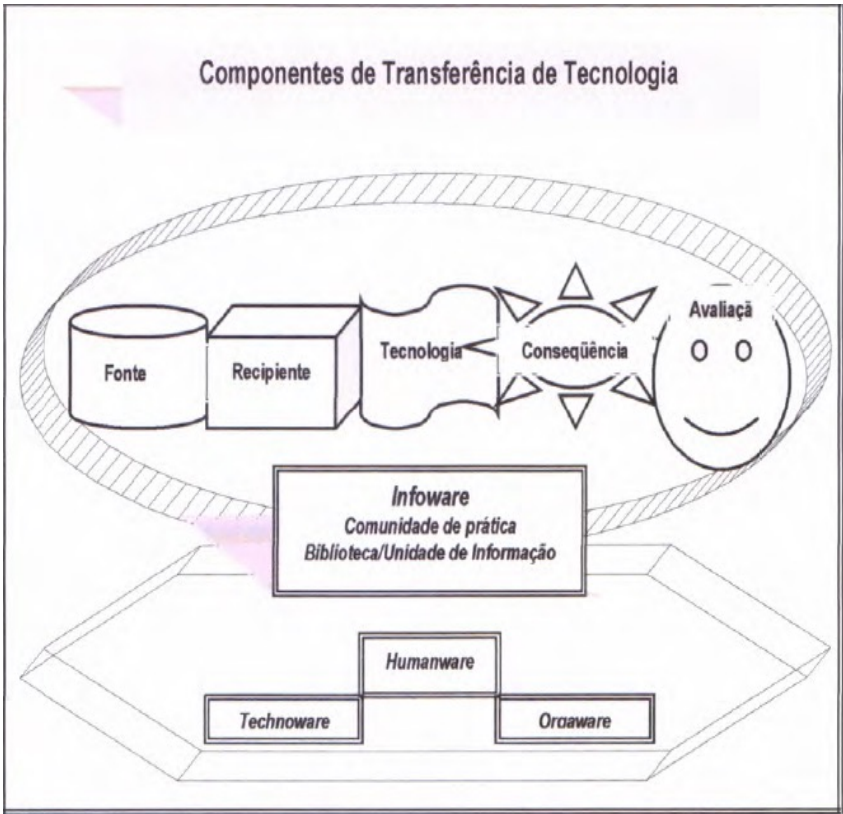 Componentes de Transferência de Tecnologia
Avaliaçã
Fonte
Recipiente
Tecnologia
Conseqüência
Infoware
Comunidade de prática
Biblioteca/Unidade de Informação
Humanware
Technoware
Orgaware